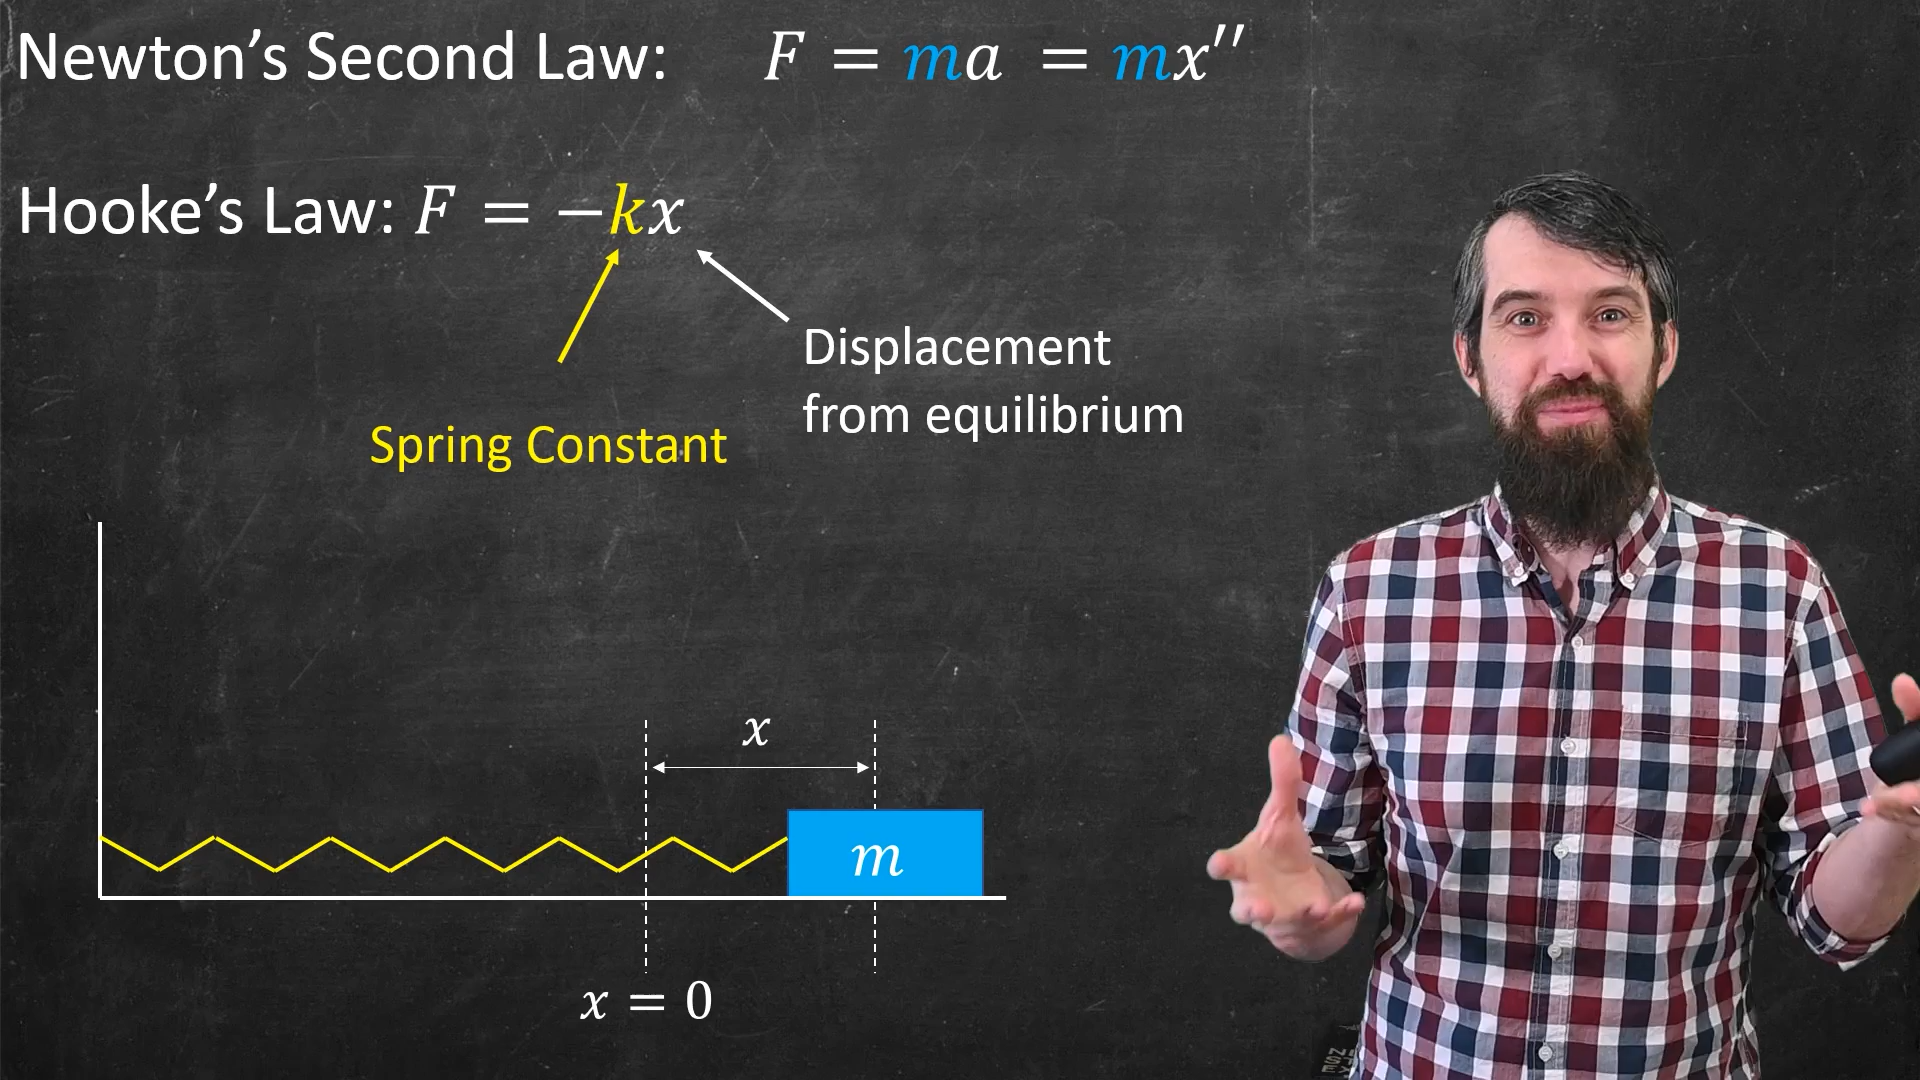 Newton’s Second Law: F = ma = mx′′
Hooke’s Law: F = −kx
Displacement
from equilibrium
Spring Constant
x
m
x = 0